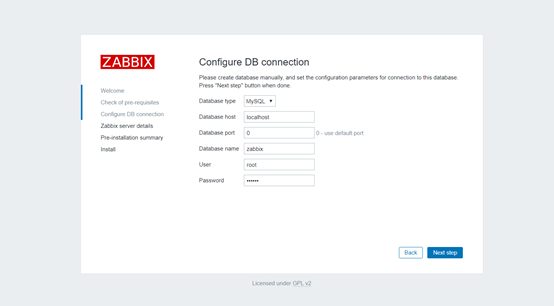 ZABBIX
Welcome
Check of pre-requisites
Configure DB connection
Zabbix server details
Pre-installation summary
Install
Configure DB connection
Please create database manually, and set the configuration parameters for connection to this database.
Press "Next step" button when done.
Database type MySQL
Database host localhost
Database port 0 0 - use default port
Database name zabbix
User root
Password ••••••
Back Next step
Licensed under GPL v2